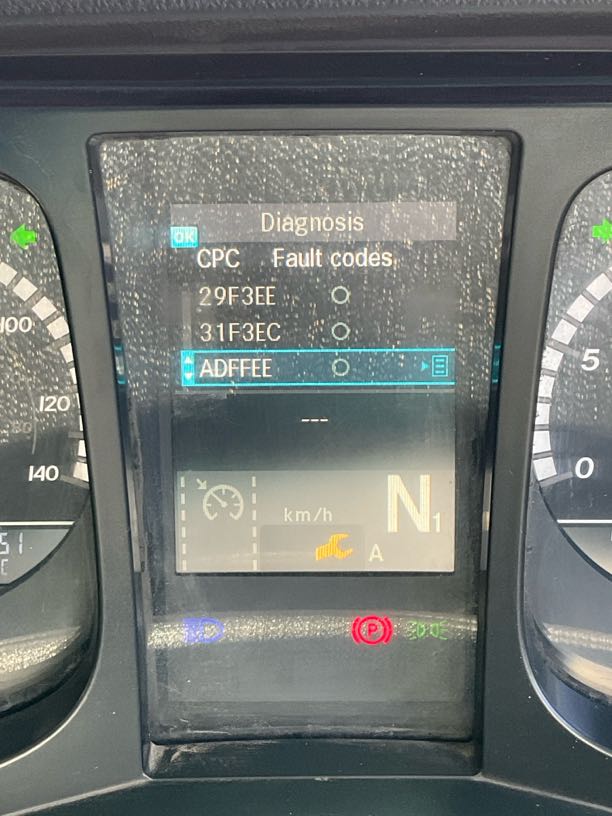 Diagnosis
OK
CPC Fault codes
29F3EE
31F3EC
ADFFEE
---
km/h
N1
A
P
100
120
140
5
0